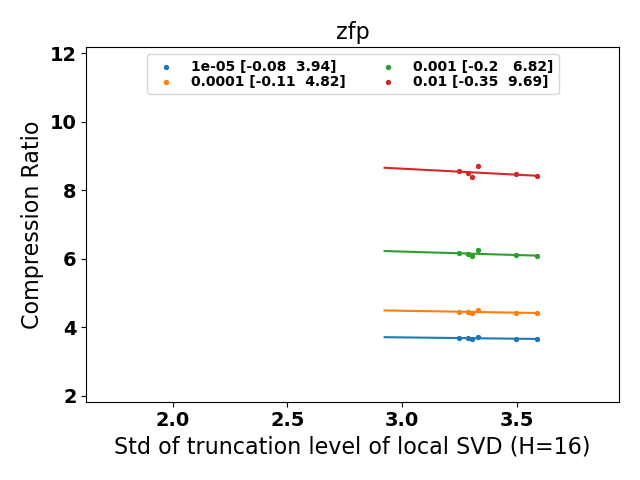 zfp
1e-05 [-0.08  3.94]
0.0001 [-0.11  4.82]
0.001 [-0.2   6.82]
0.01 [-0.35  9.69]
12
10
8
6
4
2
Compression Ratio
2.0 2.5 3.0 3.5
Std of truncation level of local SVD (H=16)